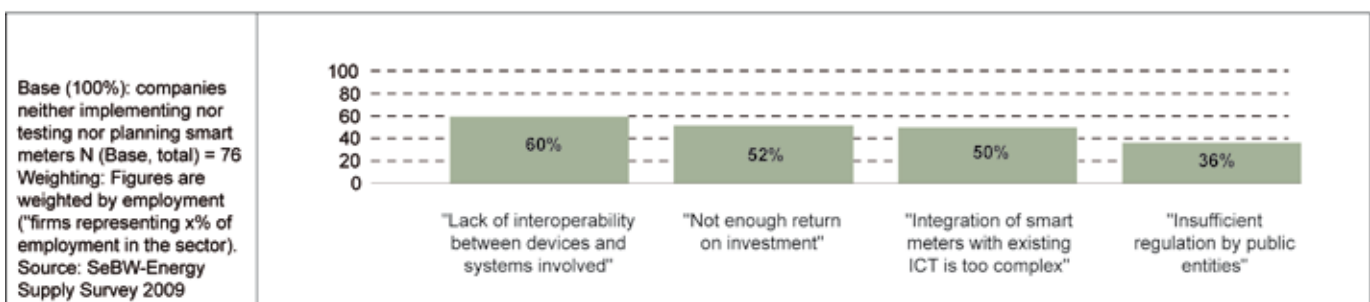 Base (100%): companies
neither implementing nor
testing nor planning smart
meters N (Base, total) = 76
Weighting: Figures are
weighted by employment
("firms representing x% of
employment in the sector).
Source: SeBW-Energy
Supply Survey 2009
100
80
60
40
20
0
60%
52%
50%
36%
"Lack of interoperability
between devices and
systems involved"
"Not enough return
on investment"
"Integration of smart
meters with existing
ICT is too complex"
"Insufficient
regulation by public
entities"